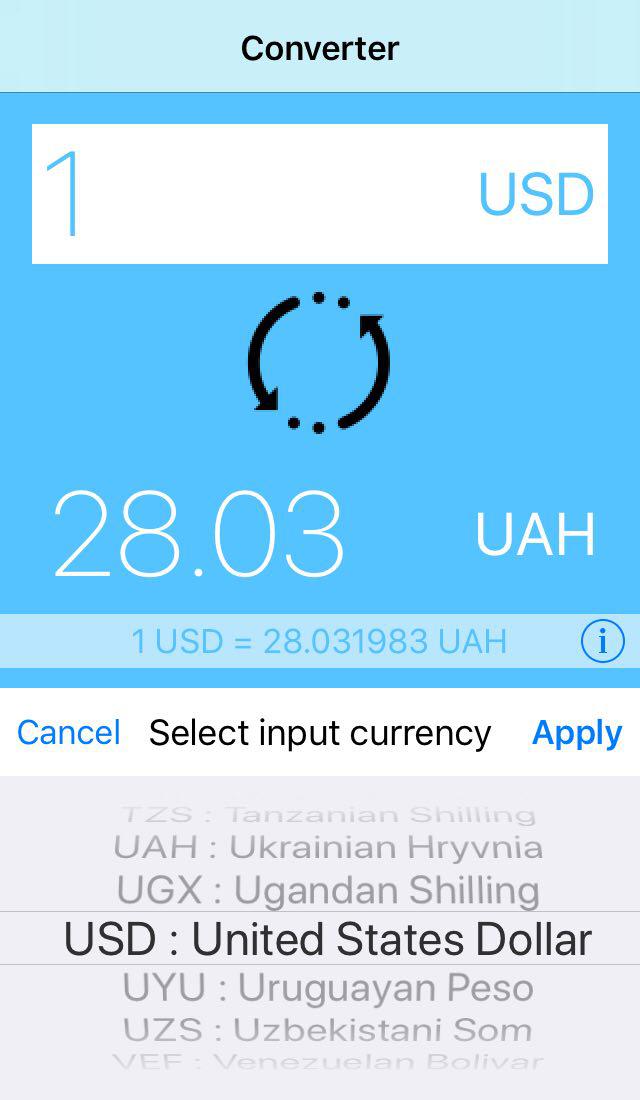 Converter
1 USD
28.03 UAH
1 USD = 28.031983 UAH i
Cancel Select input currency Apply
TZS : Tanzanian Shilling
UAH : Ukrainian Hryvnia
UGX : Ugandan Shilling
USD : United States Dollar
UYU : Uruguayan Peso
UZS : Uzbekistani Som
VEF : Venezuelan Bolivar